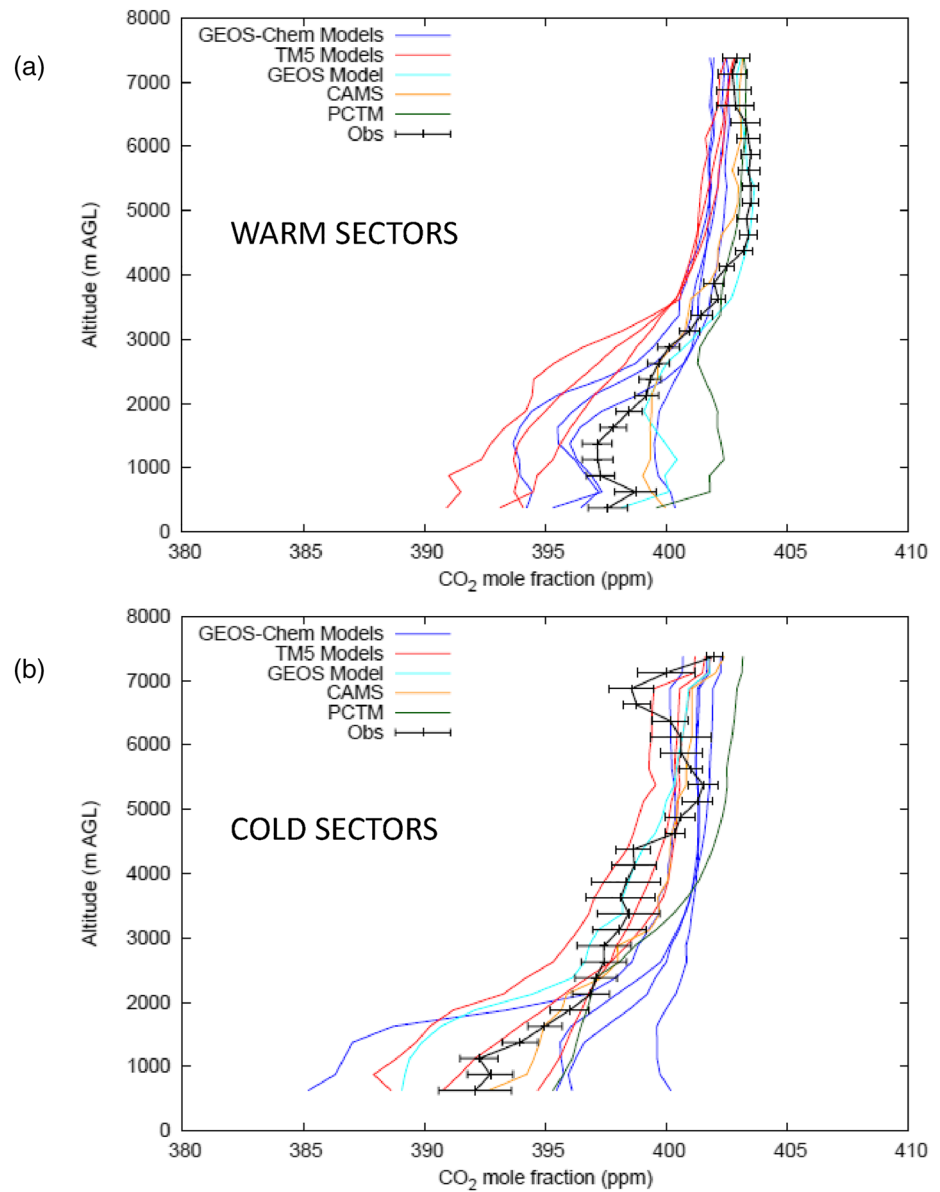 (a)
8000
7000
6000
5000
4000
3000
2000
1000
0
Altitude (m AGL)
GEOS-Chem Models
TM5 Models
GEOS Model
CAMS
PCTM
Obs
WARM SECTORS
380 385 390 395 400 405 410
CO₂ mole fraction (ppm)
(b)
8000
7000
6000
5000
4000
3000
2000
1000
0
Altitude (m AGL)
GEOS-Chem Models
TM5 Models
GEOS Model
CAMS
PCTM
Obs
COLD SECTORS
380 385 390 395 400 405 410
CO₂ mole fraction (ppm)